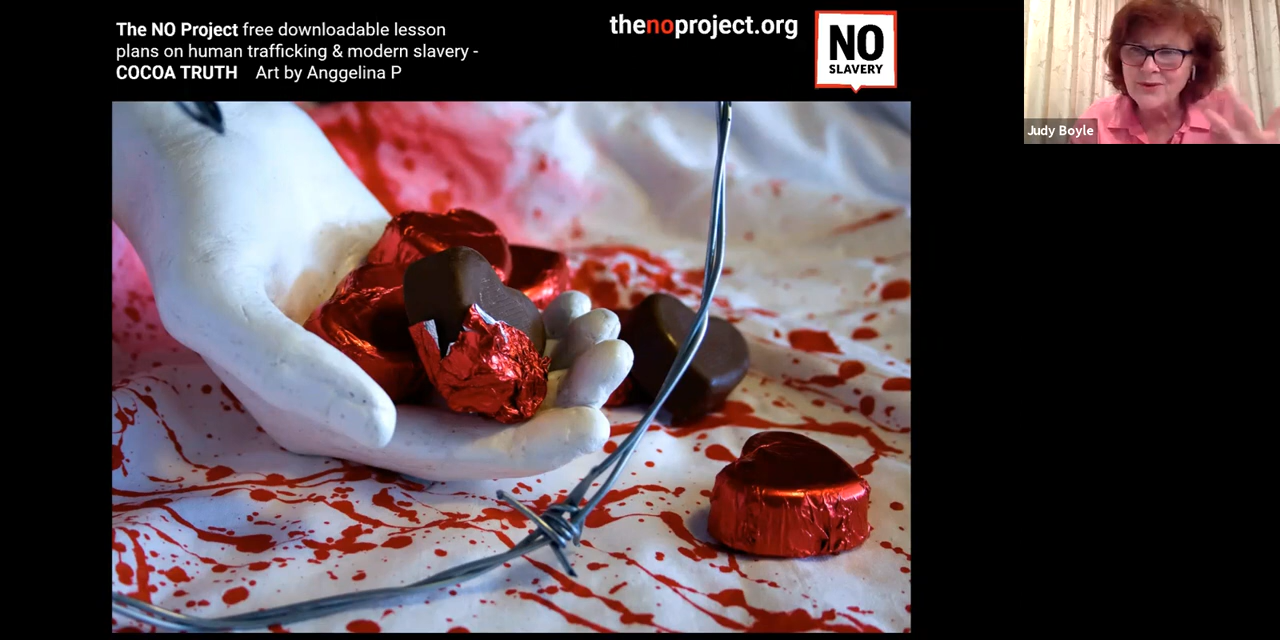 The NO Project free downloadable lesson
plans on human trafficking & modern slavery -
COCOA TRUTH Art by Anggelina P
thenoproject.org
NO
SLAVERY
Judy Boyle